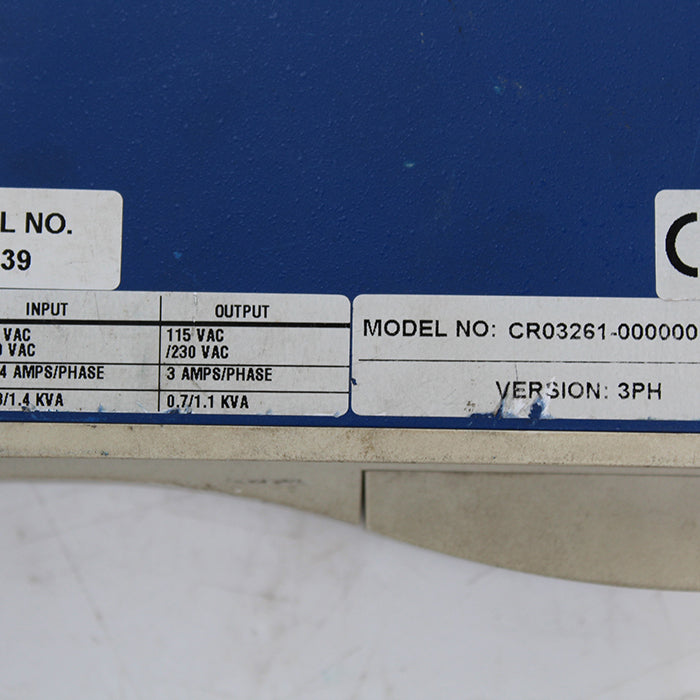 L NO.
39
INPUT OUTPUT
VAC 115 VAC
VAC /230 VAC
4 AMPS/PHASE 3 AMPS/PHASE
/1.4 KVA 0.7/1.1 KVA
MODEL NO: CR03261-000000
VERSION: 3PH
C